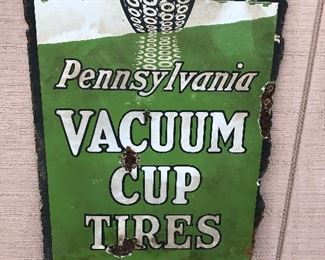 Pennsylvania
VACUUM
CUP
TIRES